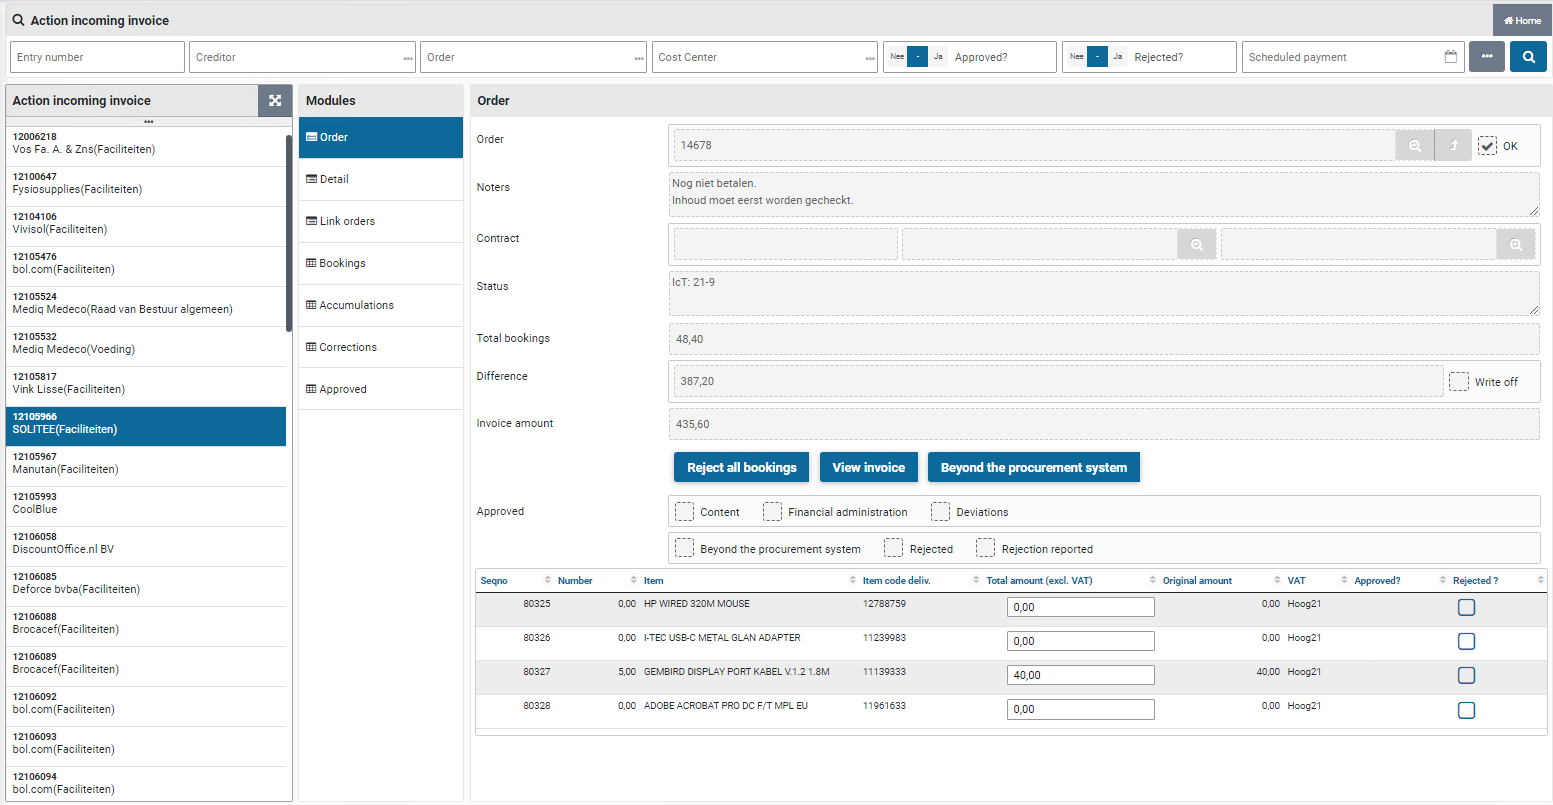 Action incoming invoice
Home
Entry number
Creditor
Order
Cost Center
Nee - Ja Approved?
Nee - Ja Rejected?
Scheduled payment
Action incoming invoice
12006218
Vos Fa. A. & Zns(Faciliteiten)
12100647
Fysiosupplies(Faciliteiten)
12104106
Vivisol(Faciliteiten)
12105476
bol.com(Faciliteiten)
12105524
Mediq Medeco(Raad van Bestuur algemeen)
12105532
Mediq Medeco(Voeding)
12105817
Vink Lisse(Faciliteiten)
12105966
SOLITEE(Faciliteiten)
12105967
Manutan(Faciliteiten)
12105993
CoolBlue
12106058
DiscountOffice.nl BV
12106085
Deforce bvba(Faciliteiten)
12106088
Brocacef(Faciliteiten)
12106089
Brocacef(Faciliteiten)
12106092
bol.com(Faciliteiten)
12106093
bol.com(Faciliteiten)
12106094
bol.com(Faciliteiten)
Modules
Order
Detail
Link orders
Bookings
Accumulations
Corrections
Approved
Order
Order 14678 OK
Noters Nog niet betalen.
Inhoud moet eerst worden gecheckt.
Contract
Status IcT: 21-9
Total bookings 48,40
Difference 387,20 Write off
Invoice amount 435,60
Reject all bookings View invoice Beyond the procurement system
Approved Content Financial administration Deviations
Beyond the procurement system Rejected Rejection reported
Seqno Number Item Item code deliv. Total amount (excl. VAT) Original amount VAT Approved? Rejected ?
80325 0,00 HP WIRED 320M MOUSE 12788759 0,00 0,00 Hoog21
80326 0,00 I-TEC USB-C METAL GLAN ADAPTER 11239983 0,00 0,00 Hoog21
80327 5,00 GEMBIRD DISPLAY PORT KABEL V.1.2 1.8M 11139333 40,00 40,00 Hoog21
80328 0,00 ADOBE ACROBAT PRO DC F/T MPL EU 11961633 0,00 0,00 Hoog21